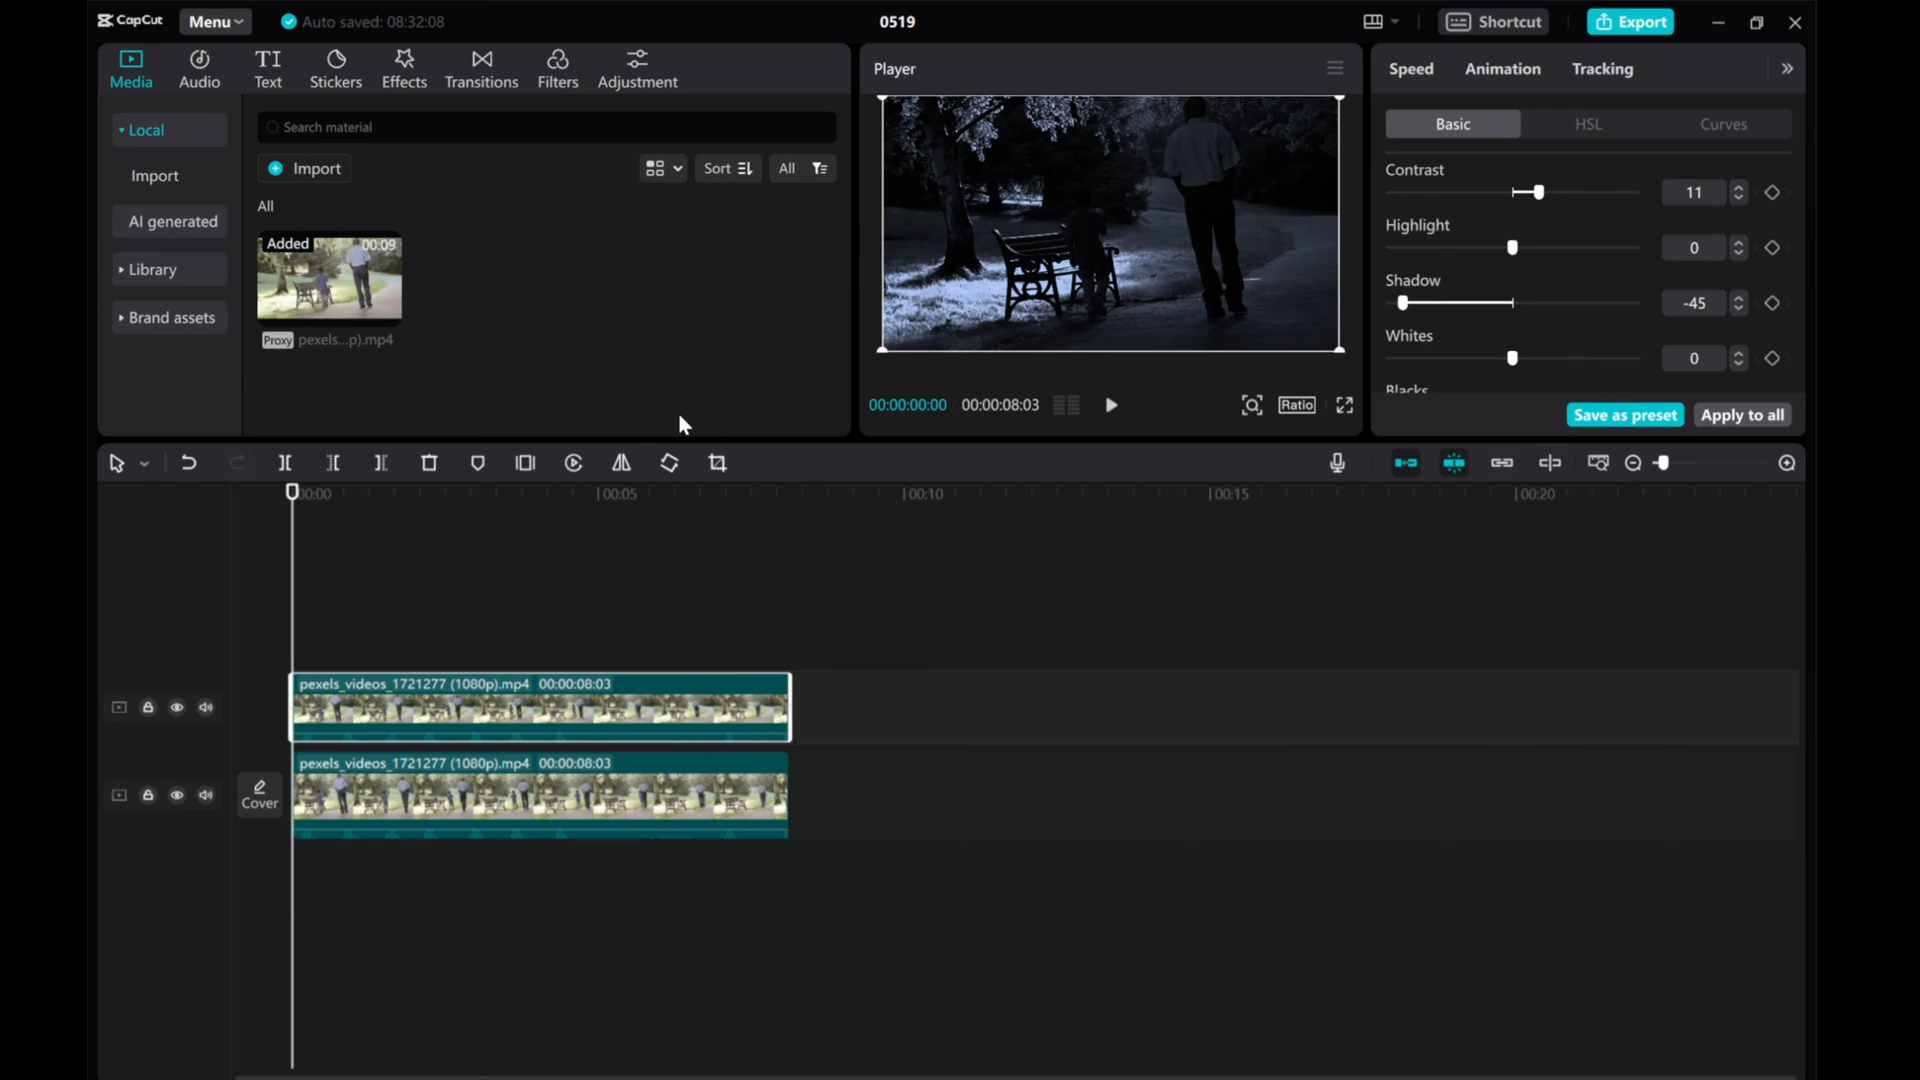 CapCut Menu Auto saved: 08:32:08 0519 Shortcut Export
Media Audio Text Stickers Effects Transitions Filters Adjustment
Local
Import
AI generated
Library
Brand assets
Search material
Import Sort All
All
Added 00:09
Proxy pexels...p).mp4
Player
00:00:00:00 00:00:08:03 Ratio
Speed Animation Tracking
Basic HSL Curves
Contrast
11
Highlight
0
Shadow
-45
Whites
0
Blacks
Save as preset Apply to all
00:00 00:05 00:10 00:15 00:20
pexels_videos_1721277 (1080p).mp4 00:00:08:03
pexels_videos_1721277 (1080p).mp4 00:00:08:03
Cover